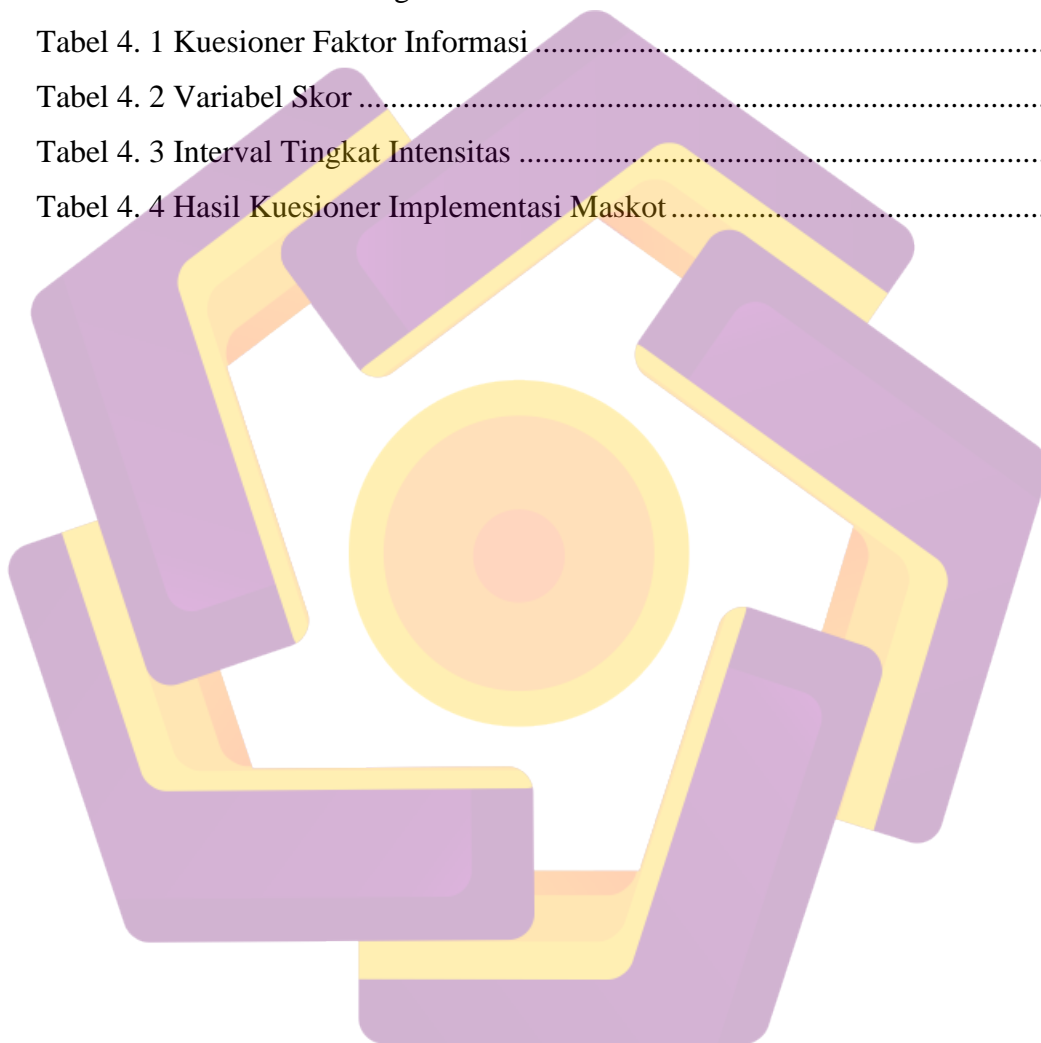 Tabel 4. 1 Kuesioner Faktor Informasi ......................................................................
Tabel 4. 2 Variabel Skor ..............................................................................................
Tabel 4. 3 Interval Tingkat Intensitas ........................................................................
Tabel 4. 4 Hasil Kuesioner Implementasi Maskot ....................................................